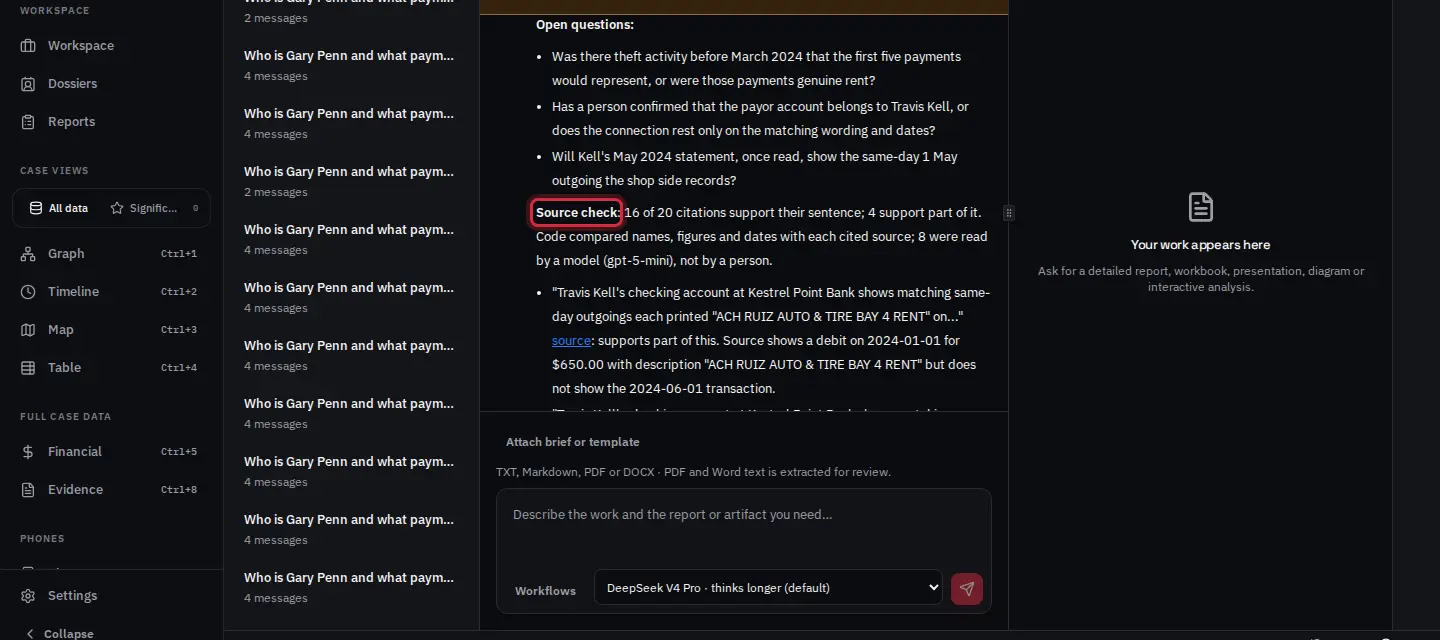 WORKSPACE
Workspace
Dossiers
Reports
CASE VIEWS
All data
Signific...
0
Graph
Ctrl+1
Timeline
Ctrl+2
Map
Ctrl+3
Table
Ctrl+4
FULL CASE DATA
Financial
Ctrl+5
Evidence
Ctrl+8
PHONES
Settings
Collapse
2 messages
Who is Gary Penn and what paym...
4 messages
Who is Gary Penn and what paym...
4 messages
Who is Gary Penn and what paym...
2 messages
Who is Gary Penn and what paym...
4 messages
Who is Gary Penn and what paym...
4 messages
Who is Gary Penn and what paym...
4 messages
Who is Gary Penn and what paym...
4 messages
Who is Gary Penn and what paym...
4 messages
Who is Gary Penn and what paym...
4 messages
Who is Gary Penn and what paym...
4 messages
Open questions:
• Was there theft activity before March 2024 that the first five payments
would represent, or were those payments genuine rent?
• Has a person confirmed that the payor account belongs to Travis Kell, or
does the connection rest only on the matching wording and dates?
• Will Kell's May 2024 statement, once read, show the same-day 1 May
outgoing the shop side records?
Source check: 16 of 20 citations support their sentence; 4 support part of it.
Code compared names, figures and dates with each cited source; 8 were read
by a model (gpt-5-mini), not by a person.
• "Travis Kell's checking account at Kestrel Point Bank shows matching same-
day outgoings each printed "ACH RUIZ AUTO & TIRE BAY 4 RENT" on..."
source: supports part of this. Source shows a debit on 2024-01-01 for
$650.00 with description "ACH RUIZ AUTO & TIRE BAY 4 RENT" but does
not show the 2024-06-01 transaction.
Attach brief or template
TXT, Markdown, PDF or DOCX · PDF and Word text is extracted for review.
Describe the work and the report or artifact you need...
Workflows
DeepSeek V4 Pro · thinks longer (default)
Your work appears here
Ask for a detailed report, workbook, presentation, diagram or
interactive analysis.